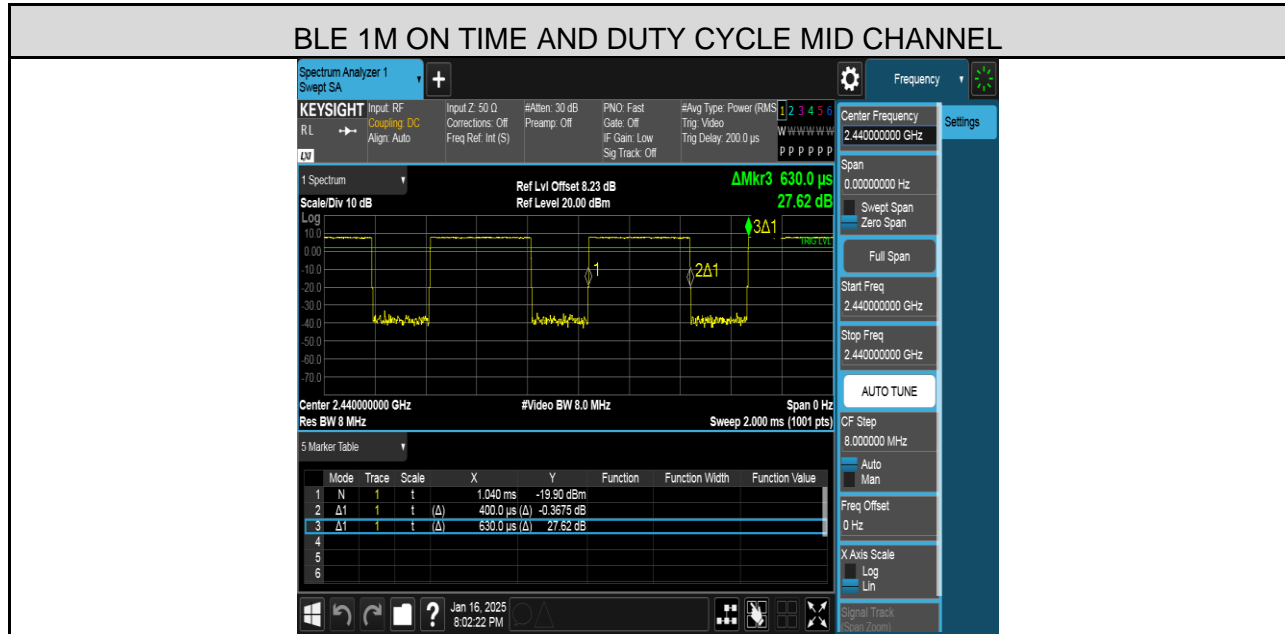 BLE 1M ON TIME AND DUTY CYCLE MID CHANNEL
Spectrum Analyzer 1
Swept SA
+
Frequency
KEYSIGHT
RL
LXI
Input: RF
Coupling: DC
Align: Auto
Input Z: 50 Ω
Corrections: Off
Freq Ref: Int (S)
#Atten: 30 dB
Preamp: Off
PNO: Fast
Gate: Off
IF Gain: Low
Sig Track: Off
#Avg Type: Power (RMS
Trig: Video
Trig Delay: 200.0 µs
1 2 3 4 5 6
W W W W W W
P P P P P P
Center Frequency
2.440000000 GHz
Settings
Span
0.00000000 Hz
Swept Span
Zero Span
Full Span
Start Freq
2.440000000 GHz
Stop Freq
2.440000000 GHz
AUTO TUNE
CF Step
8.000000 MHz
Auto
Man
Freq Offset
0 Hz
X Axis Scale
Log
Lin
Signal Track
(Span Zoom)
1 Spectrum
Scale/Div 10 dB
Ref Lvl Offset 8.23 dB
Ref Level 20.00 dBm
ΔMkr3 630.0 µs
27.62 dB
Log
10.0
0.00
-10.0
-20.0
-30.0
-40.0
-50.0
-60.0
-70.0
3Δ1
TRIG LVL
1
2Δ1
Center 2.440000000 GHz
#Video BW 8.0 MHz
Span 0 Hz
Res BW 8 MHz
Sweep 2.000 ms (1001 pts)
5 Marker Table
Mode Trace Scale X Y Function Function Width Function Value
1 N 1 t 1.040 ms -19.90 dBm
2 Δ1 1 t (Δ) 400.0 µs (Δ) -0.3675 dB
3 Δ1 1 t (Δ) 630.0 µs (Δ) 27.62 dB
4
5
6
?
Jan 16, 2025
8:02:22 PM